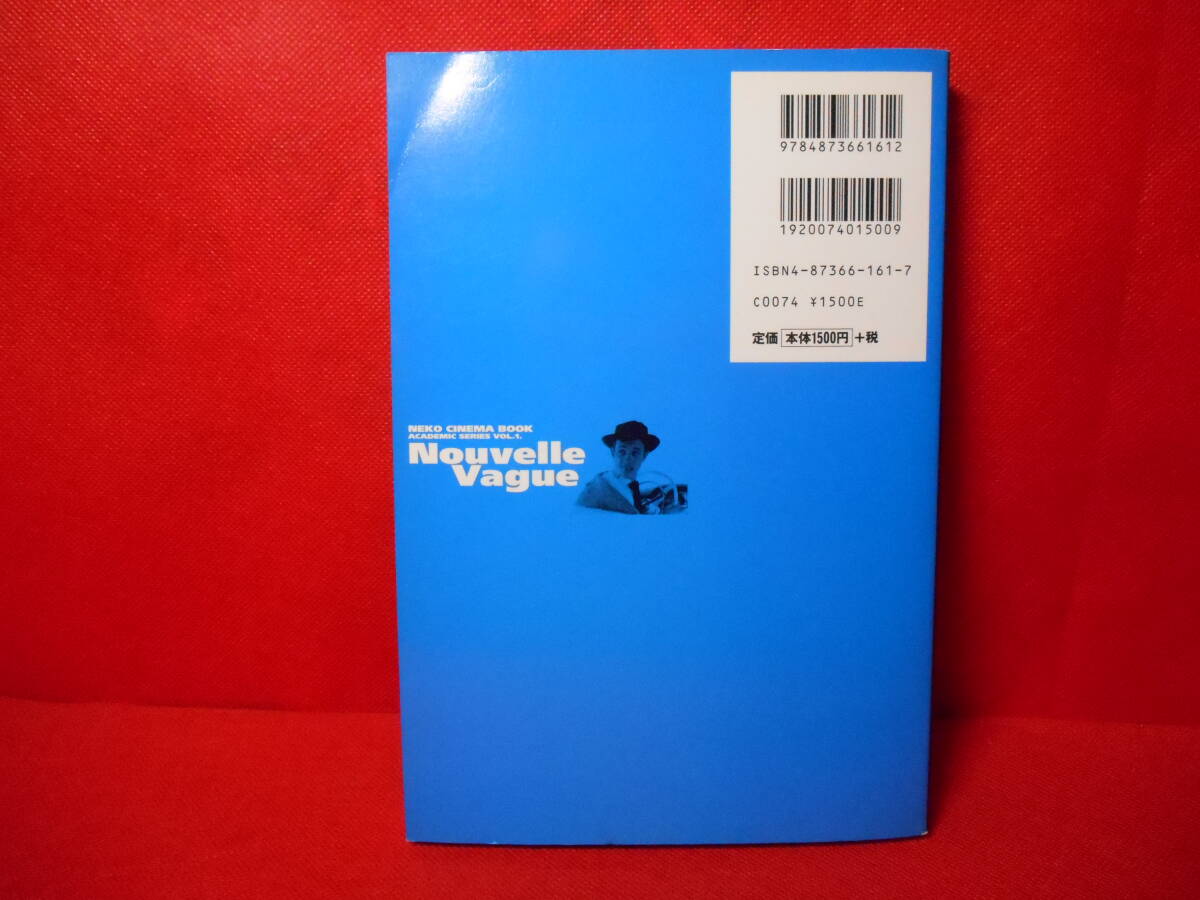 9784873661612
1920074015009
ISBN4-87366-161-7
C0074 ¥1500E
定価 本体1500円 +税
NEKO CINEMA BOOK
ACADEMIC SERIES VOL.1.
Nouvelle
Vague